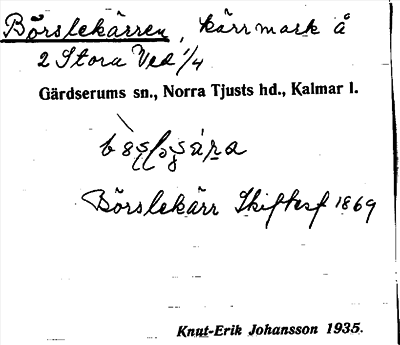 Börslekärren, kärrmark å
2 Stora Ved 1/4
Gärdserums sn., Norra Tjusts hd., Kalmar l.
Börslekärr Skiftesf 1869
Knut-Erik Johansson 1935.